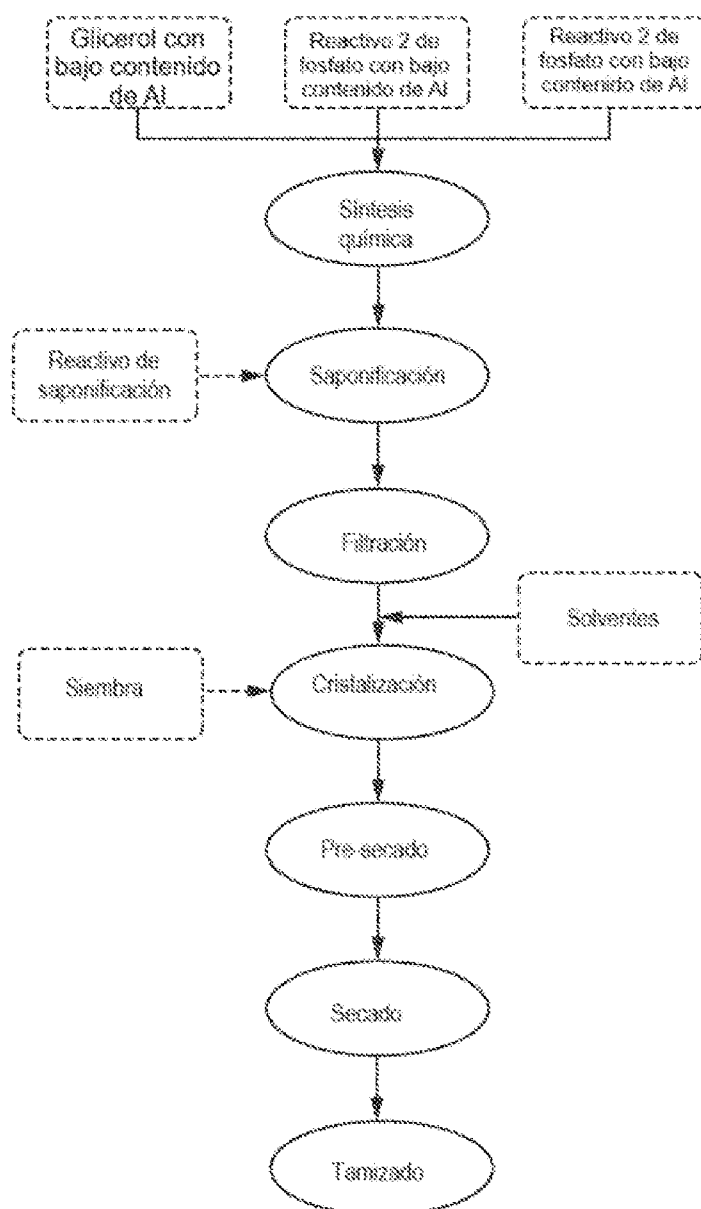 Glicerol con
bajo contenido
de Al
Reactivo 2 de
fosfato con bajo
contenido de Al
Reactivo 2 de
fosfato con bajo
contenido de Al
Síntesis
química
Reactivo de
saponificación
Saponificación
Filtración
Solventes
Siembra
Cristalización
Pre-secado
Secado
Tamizado